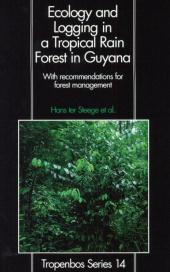 Ecology and
Logging in
a Tropical Rain
Forest in Guyana
With recommendations for
forest management
Hans ter Steege et al.
Tropenbos Series 14